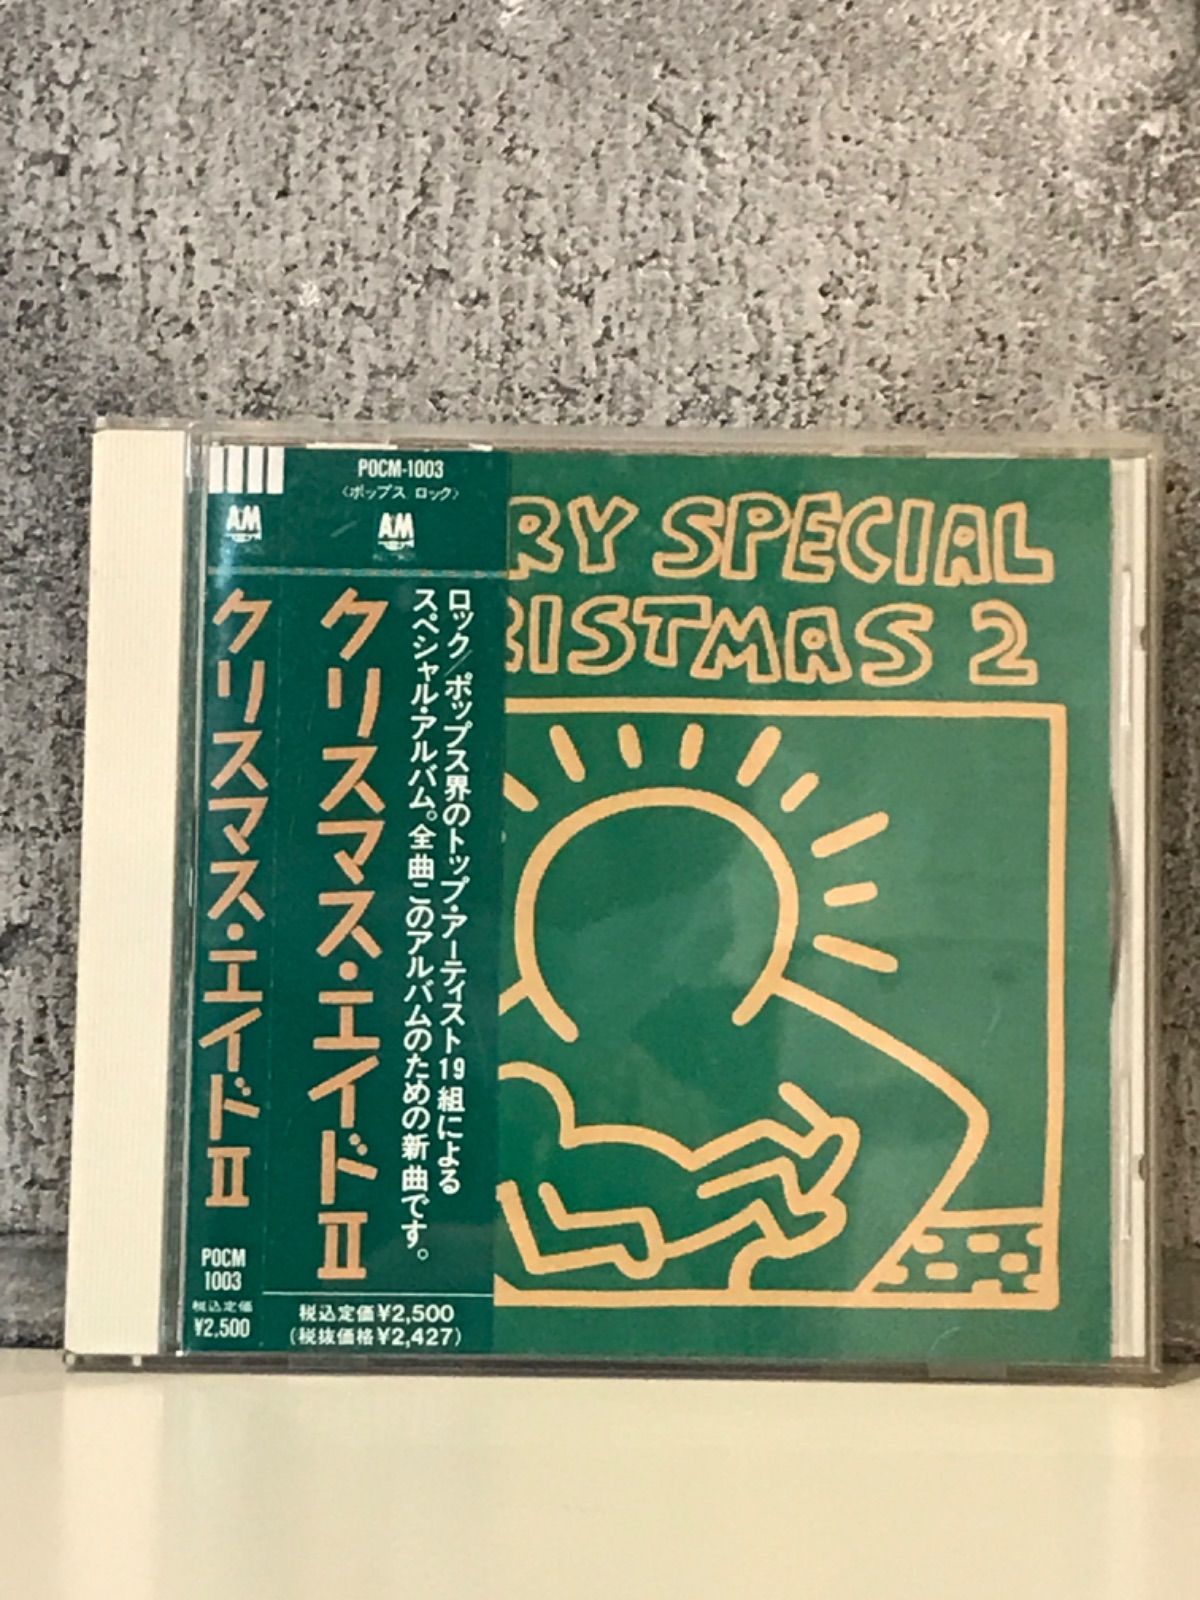 AM
クリスマス・エイドⅡ
POCM
1003
税込定価
¥2,500
POCM-1003
〈ポップス ロック〉
AM
ロック/ポップス界のトップ・アーティスト19組による
スペシャル・アルバム。全曲このアルバムのための新曲です。
クリスマス・エイドⅡ
税込定価¥2,500
(税抜価格¥2,427)
RY SPECIAL
RISTMAS 2